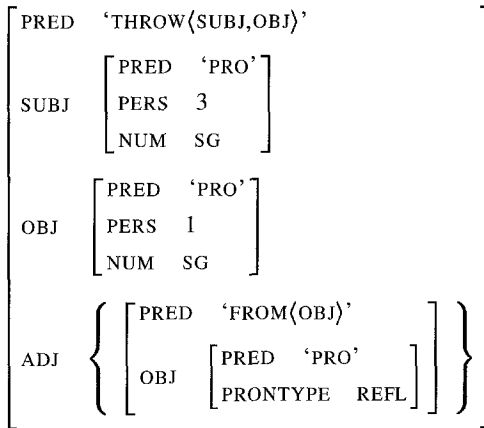 PRED ‘THROW⟨SUBJ,OBJ⟩’
PRED ‘PRO’
SUBJ PERS 3
NUM SG
PRED ‘PRO’
OBJ PERS 1
NUM SG
PRED ‘FROM⟨OBJ⟩’
ADJ OBJ PRED ‘PRO’
PRONTYPE REFL